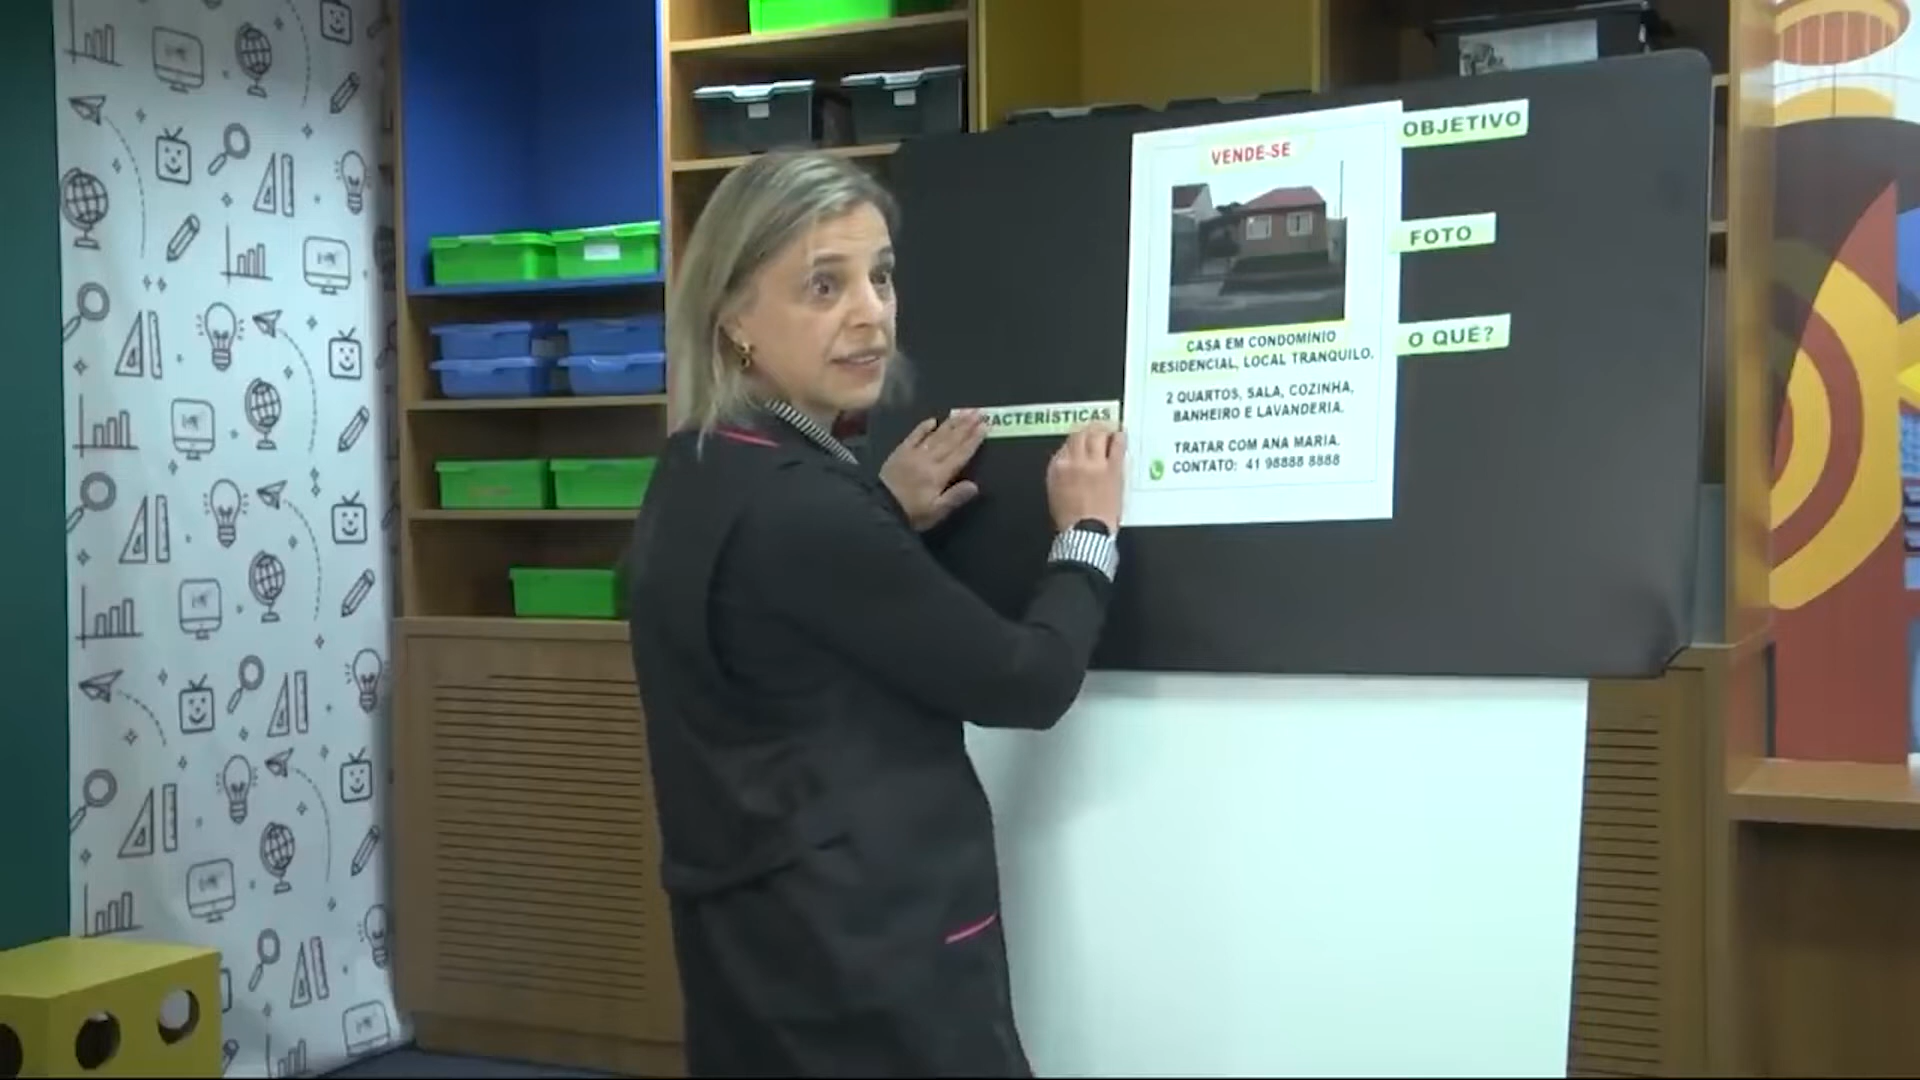 VENDE-SE
CASA EM CONDOMÍNIO
RESIDENCIAL, LOCAL TRANQUILO.
2 QUARTOS, SALA, COZINHA,
BANHEIRO E LAVANDERIA.
TRATAR COM ANA MARIA.
CONTATO: 41 98888 8888
OBJETIVO
FOTO
O QUÊ?
RACTERÍSTICAS